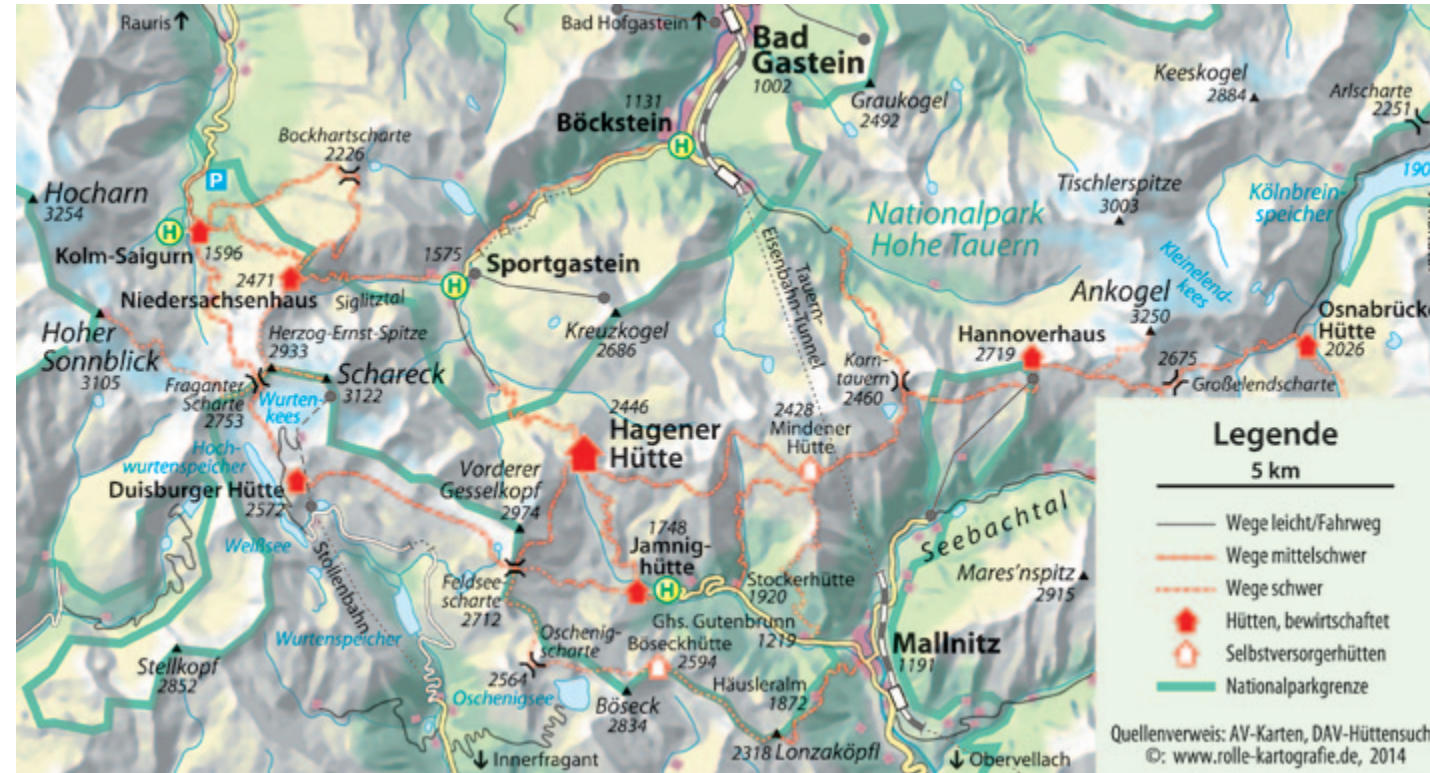 Rauris
Bad Hofgastein
Bad
Gastein
1002
Keeskogel
2884
Arlscharte
2251
Graukogel
2492
1131
Böckstein
H
Bockhartscharte
2226
P
Hocharn
3254
Tischlerspitze
3003
Kölnbrein-
speicher
190
Nationalpark
Hohe Tauern
H
Kolm-Saigurn
1596
1575
Sportgastein
H
2471
Niedersachsenhaus
Siglitztal
Tauern-
Eisenbahn-Tunnel
Kleinelend-
kees
Ankogel
3250
Hoher
Sonnblick
3105
Herzog-Ernst-Spitze
2933
Kreuzkogel
2686
Hannoverhaus
2719
Osnabrücke
Hütte
2026
2675
Großelendscharte
Korn-
tauern
2460
Schareck
3122
Fraganter
Scharte
2753
Wurten-
kees
2446
Hagener
Hütte
2428
Mindener
Hütte
Hoch-
wurtenspeicher
Duisburger Hütte
2572
Vorderer
Gesselkopf
2974
Weißsee
Stollenbahn
1748
Jamnig-
hütte
H
Seebachtal
Mares'nspitz
2915
Feldsee
scharte
2712
Stockerhütte
1920
Ghs. Gutenbrunn
1219
Wurtenspeicher
Oschenig-
scharte
2564
Böseckhütte
2594
Mallnitz
1191
Stellkopf
2852
Oschenigsee
Böseck
2834
Häusleralm
1872
2318 Lonzaköpfl
Innerfragant
Obervellach
Legende
5 km
Wege leicht/Fahrweg
Wege mittelschwer
Wege schwer
Hütten, bewirtschaftet
Selbstversorgerhütten
Nationalparkgrenze
Quellenverweis: AV-Karten, DAV-Hüttensuch
©: www.rolle-kartografie.de, 2014